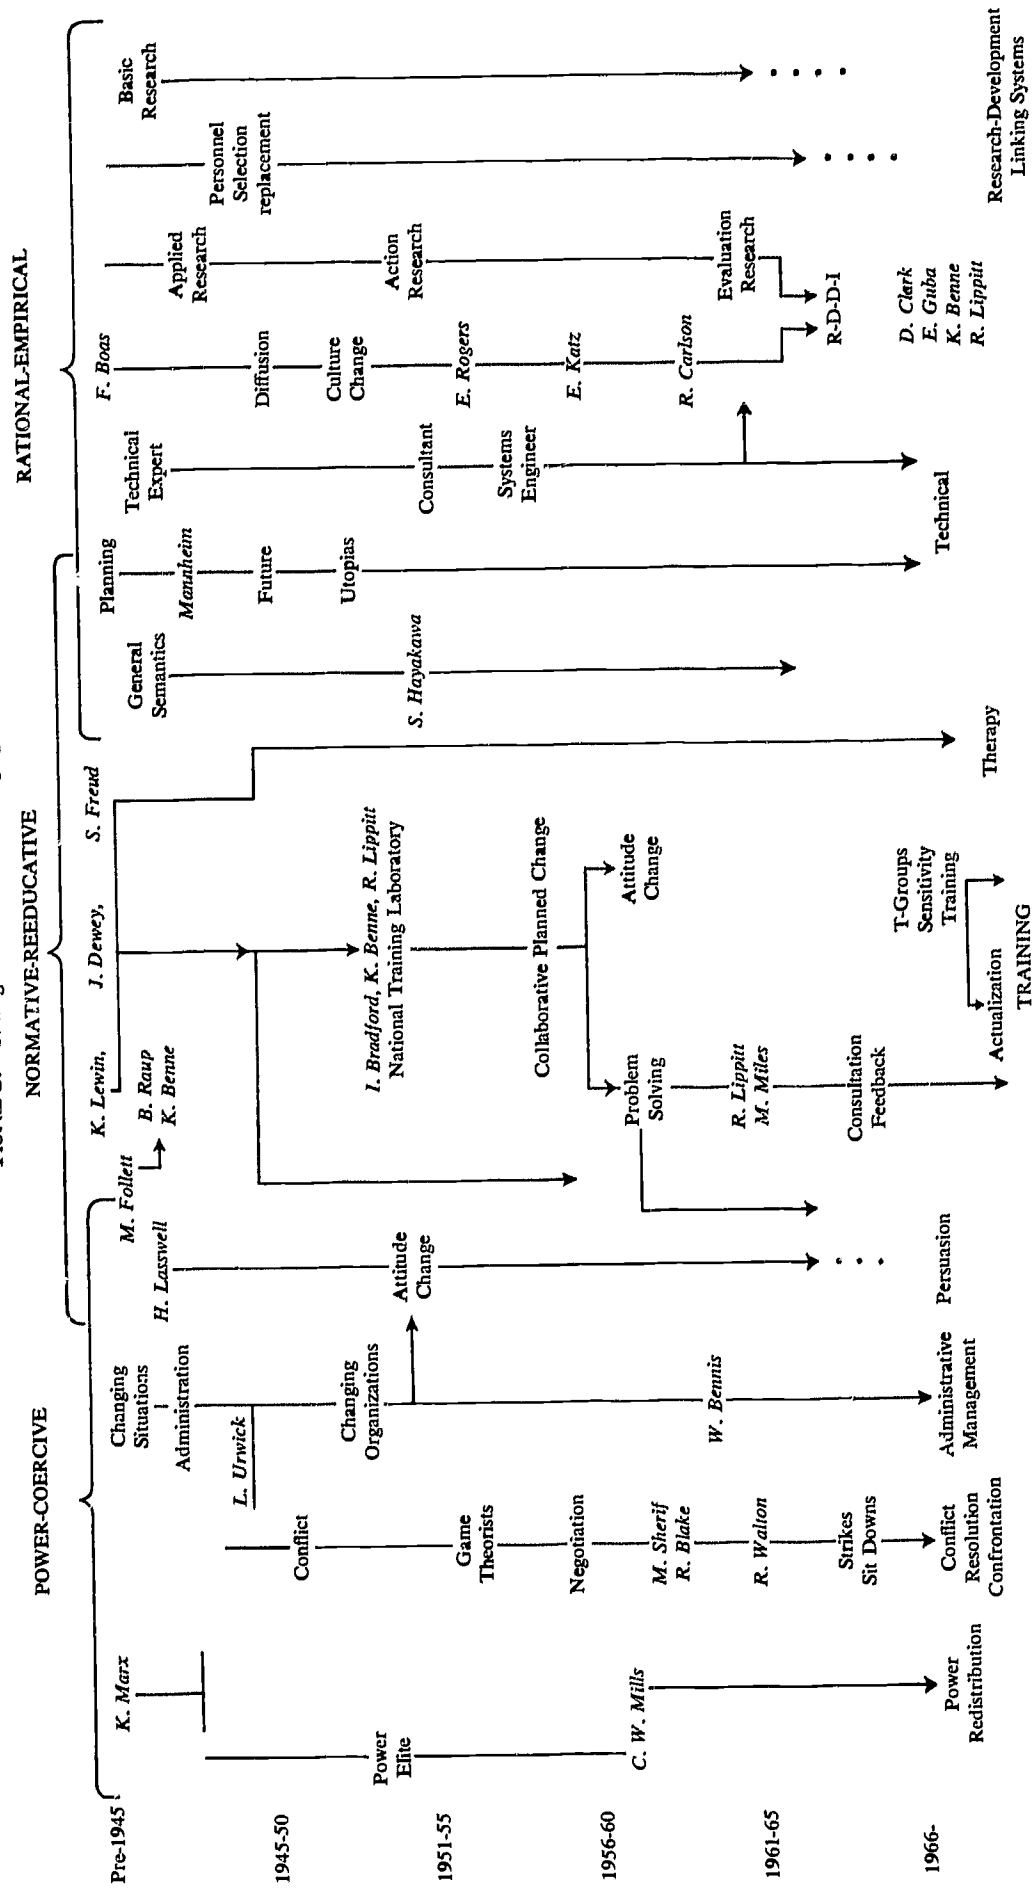 POWER-COERCIVE
NORMATIVE-REEDUCATIVE
RATIONAL-EMPIRICAL
Pre-1945
K. Marx
Changing
Situations
Administration
M. Follett
H. Lasswell
K. Lewin,
J. Dewey,
S. Freud
B. Raup
K. Benne
General
Semantics
Planning
Mannheim
Technical
Expert
F. Boas
Applied
Research
Personnel
Selection
replacement
Basic
Research
1945-50
L. Urwick
Conflict
Future
Diffusion
Power
Elite
Changing
Organizations
Utopias
Culture
Change
1951-55
Game
Theorists
Attitude
Change
I. Bradford, K. Benne, R. Lippitt
National Training Laboratory
S. Hayakawa
Consultant
Action
Research
E. Rogers
Systems
Engineer
1956-60
Negotiation
C. W. Mills
M. Sherif
R. Blake
Collaborative Planned Change
Problem
Solving
Attitude
Change
E. Katz
R. Carlson
1961-65
R. Walton
W. Bennis
R. Lippitt
M. Miles
Evaluation
Research
Strikes
Sit Downs
Consultation
Feedback
R-D-D-I
1966-
Power
Redistribution
Conflict
Resolution
Confrontation
Administrative
Management
Persuasion
T-Groups
Sensitivity
Training
Actualization
TRAINING
Therapy
Technical
D. Clark
E. Guba
K. Benne
R. Lippitt
Research-Development
Linking Systems